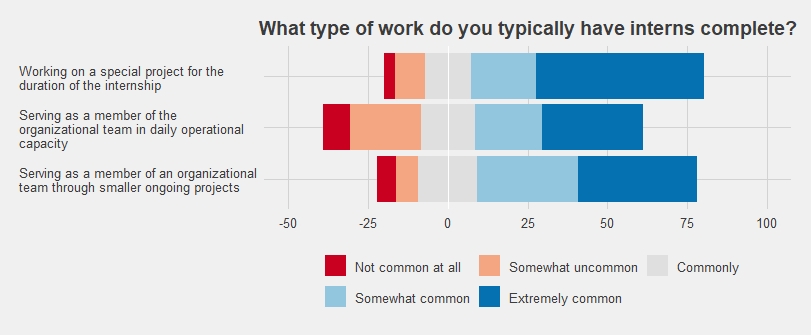 What type of work do you typically have interns complete?
Working on a special project for the
duration of the internship
Serving as a member of the
organizational team in daily operational
capacity
Serving as a member of an organizational
team through smaller ongoing projects
-50 -25 0 25 50 75 100
Not common at all Somewhat uncommon Commonly
Somewhat common Extremely common